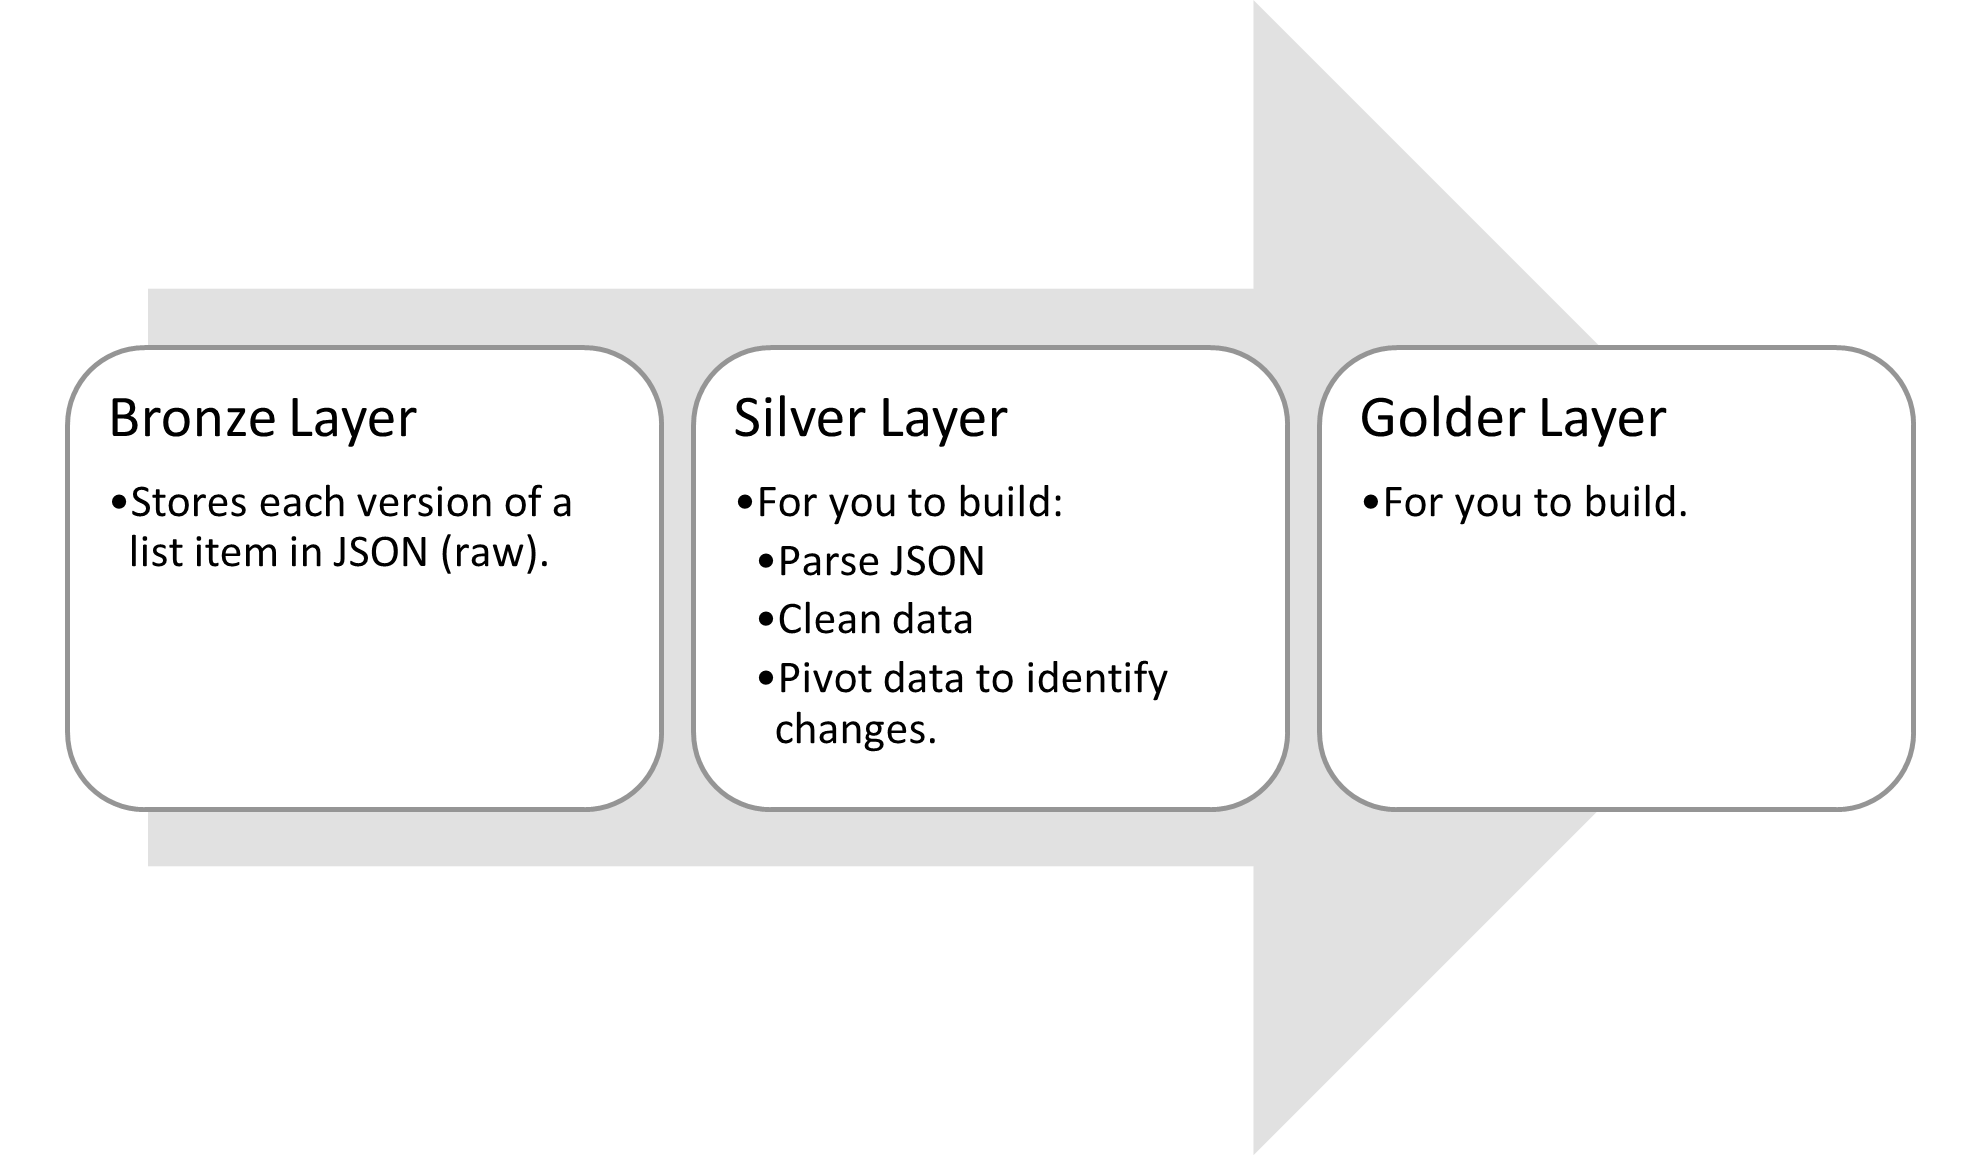 Bronze Layer
•Stores each version of a
list item in JSON (raw).
Silver Layer
•For you to build:
•Parse JSON
•Clean data
•Pivot data to identify
changes.
Golder Layer
•For you to build.